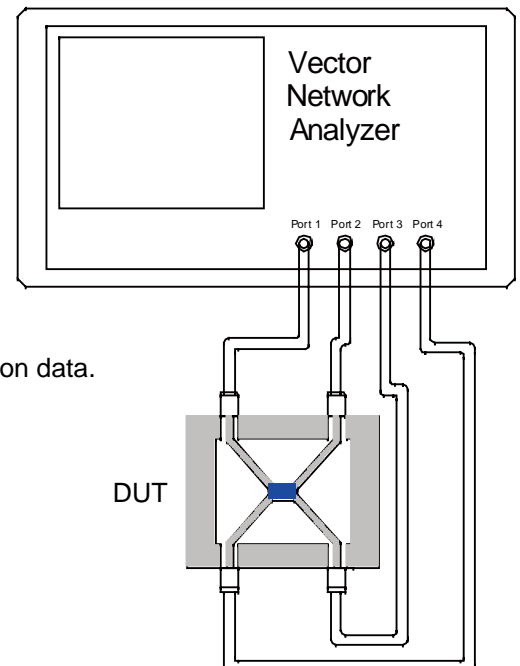 Vector
Network
Analyzer
Port 1 Port 2 Port 3 Port 4
on data.
DUT